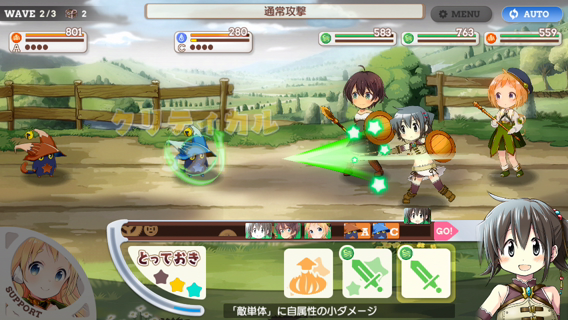 WAVE 2/3 2
通常攻撃
MENU
AUTO
801
A
280
C
583
763
559
クリティカル
A
C
GO!
SUPPORT
とっておき
「敵単体」に自属性の小ダメージ